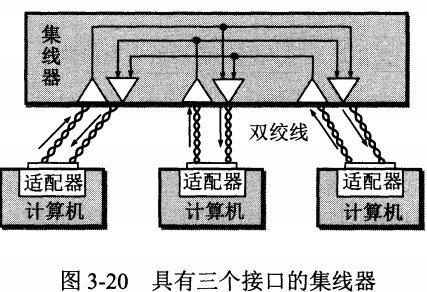 集线器
双绞线
适配器
适配器
适配器
计算机
计算机
计算机
图 3-20 具有三个接口的集线器